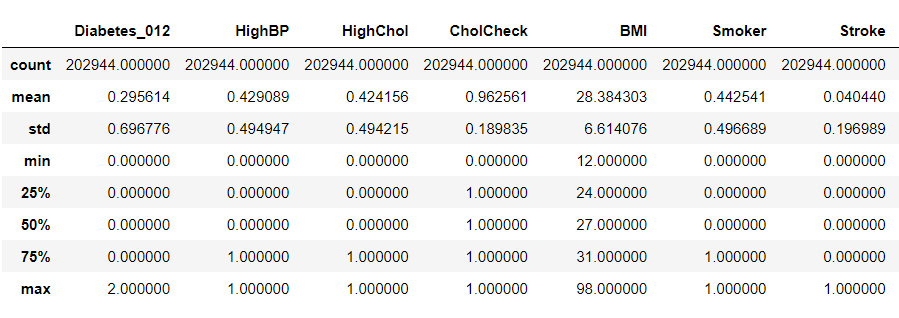 Diabetes_012 HighBP HighChol CholCheck BMI Smoker Stroke
count 202944.000000 202944.000000 202944.000000 202944.000000 202944.000000 202944.000000 202944.000000
mean 0.295614 0.429089 0.424156 0.962561 28.384303 0.442541 0.040440
std 0.696776 0.494947 0.494215 0.189835 6.614076 0.496689 0.196989
min 0.000000 0.000000 0.000000 0.000000 12.000000 0.000000 0.000000
25% 0.000000 0.000000 0.000000 1.000000 24.000000 0.000000 0.000000
50% 0.000000 0.000000 0.000000 1.000000 27.000000 0.000000 0.000000
75% 0.000000 1.000000 1.000000 1.000000 31.000000 1.000000 0.000000
max 2.000000 1.000000 1.000000 1.000000 98.000000 1.000000 1.000000